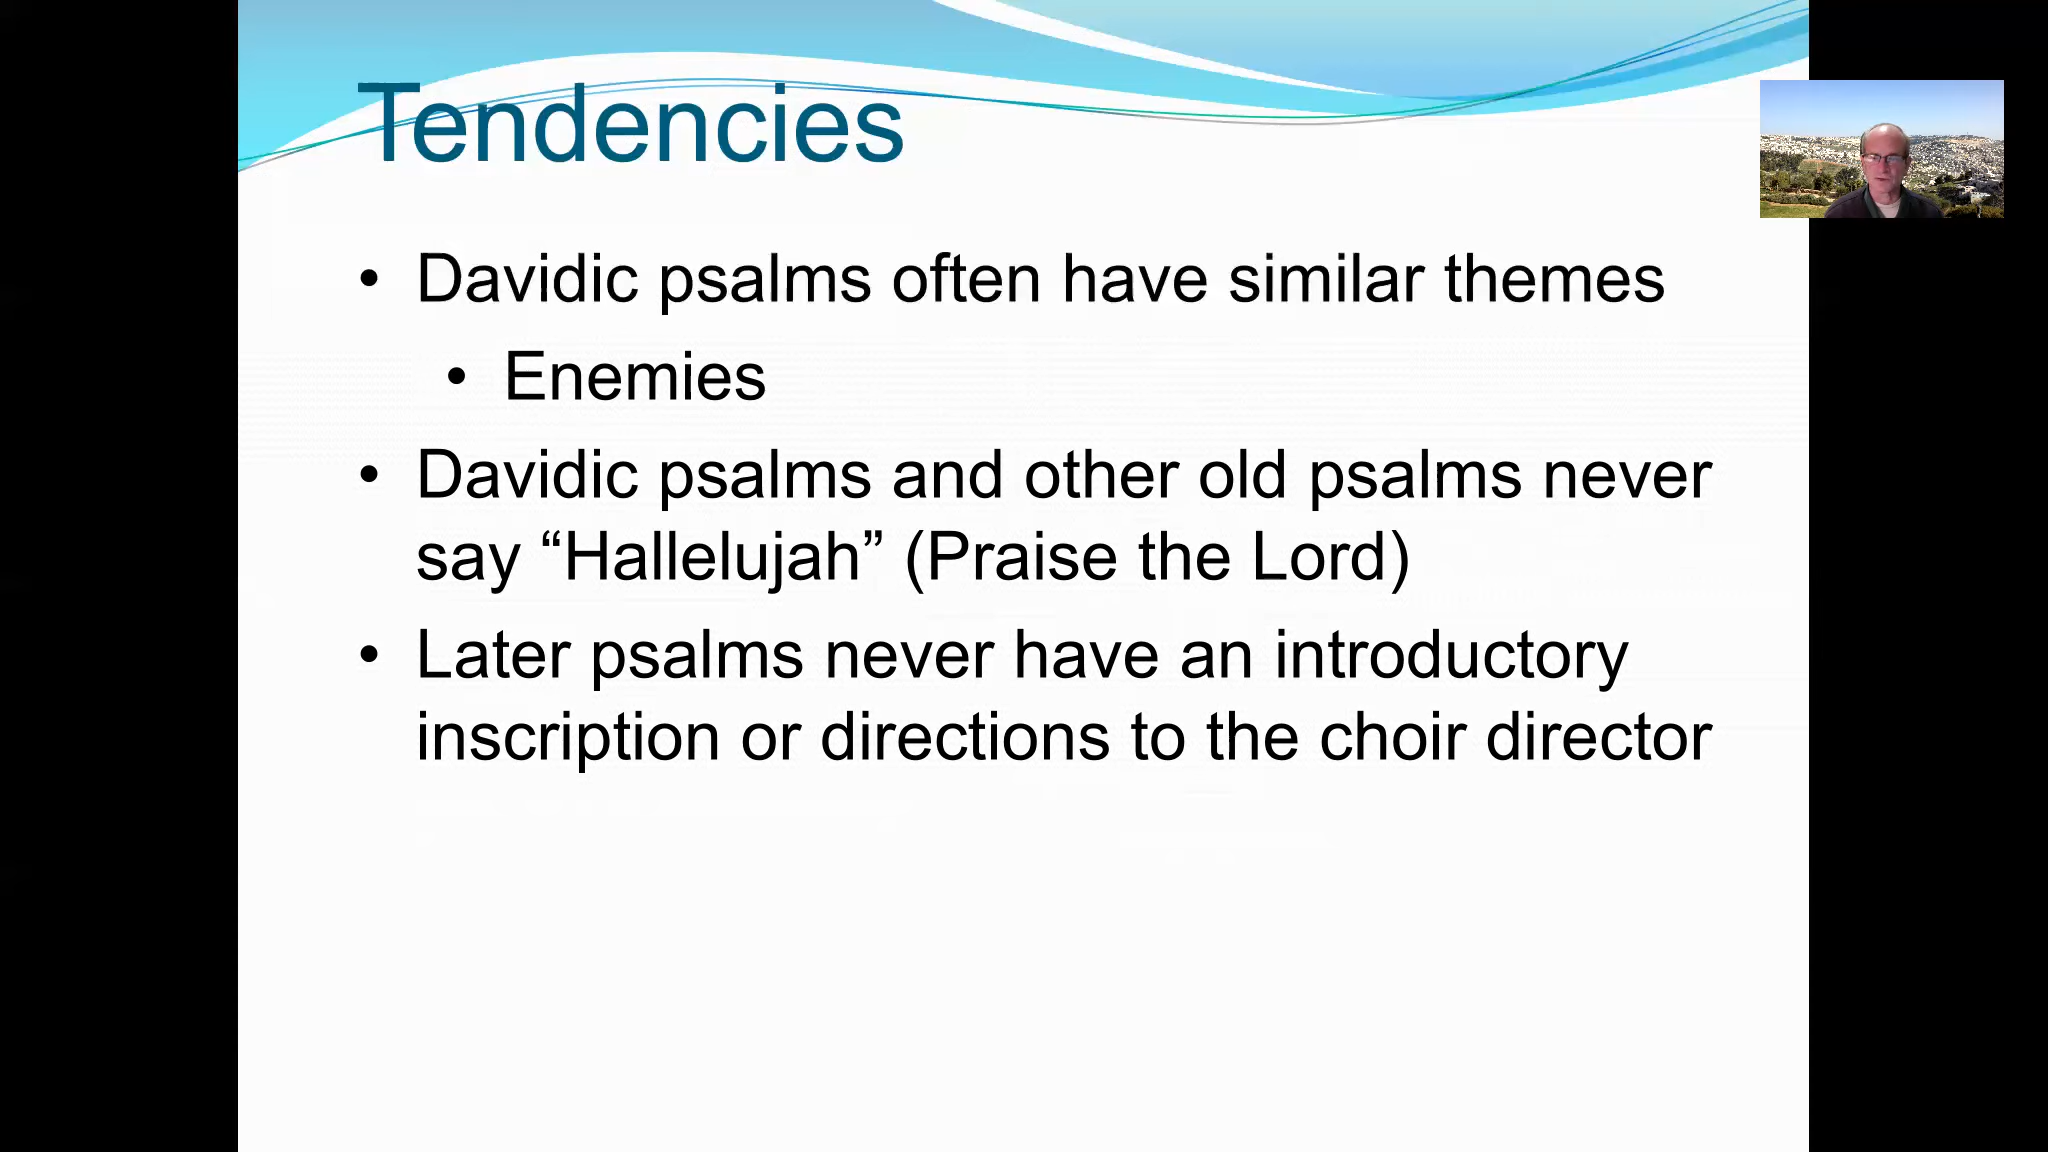 Tendencies
• Davidic psalms often have similar themes
• Enemies
• Davidic psalms and other old psalms never
say “Hallelujah” (Praise the Lord)
• Later psalms never have an introductory
inscription or directions to the choir director